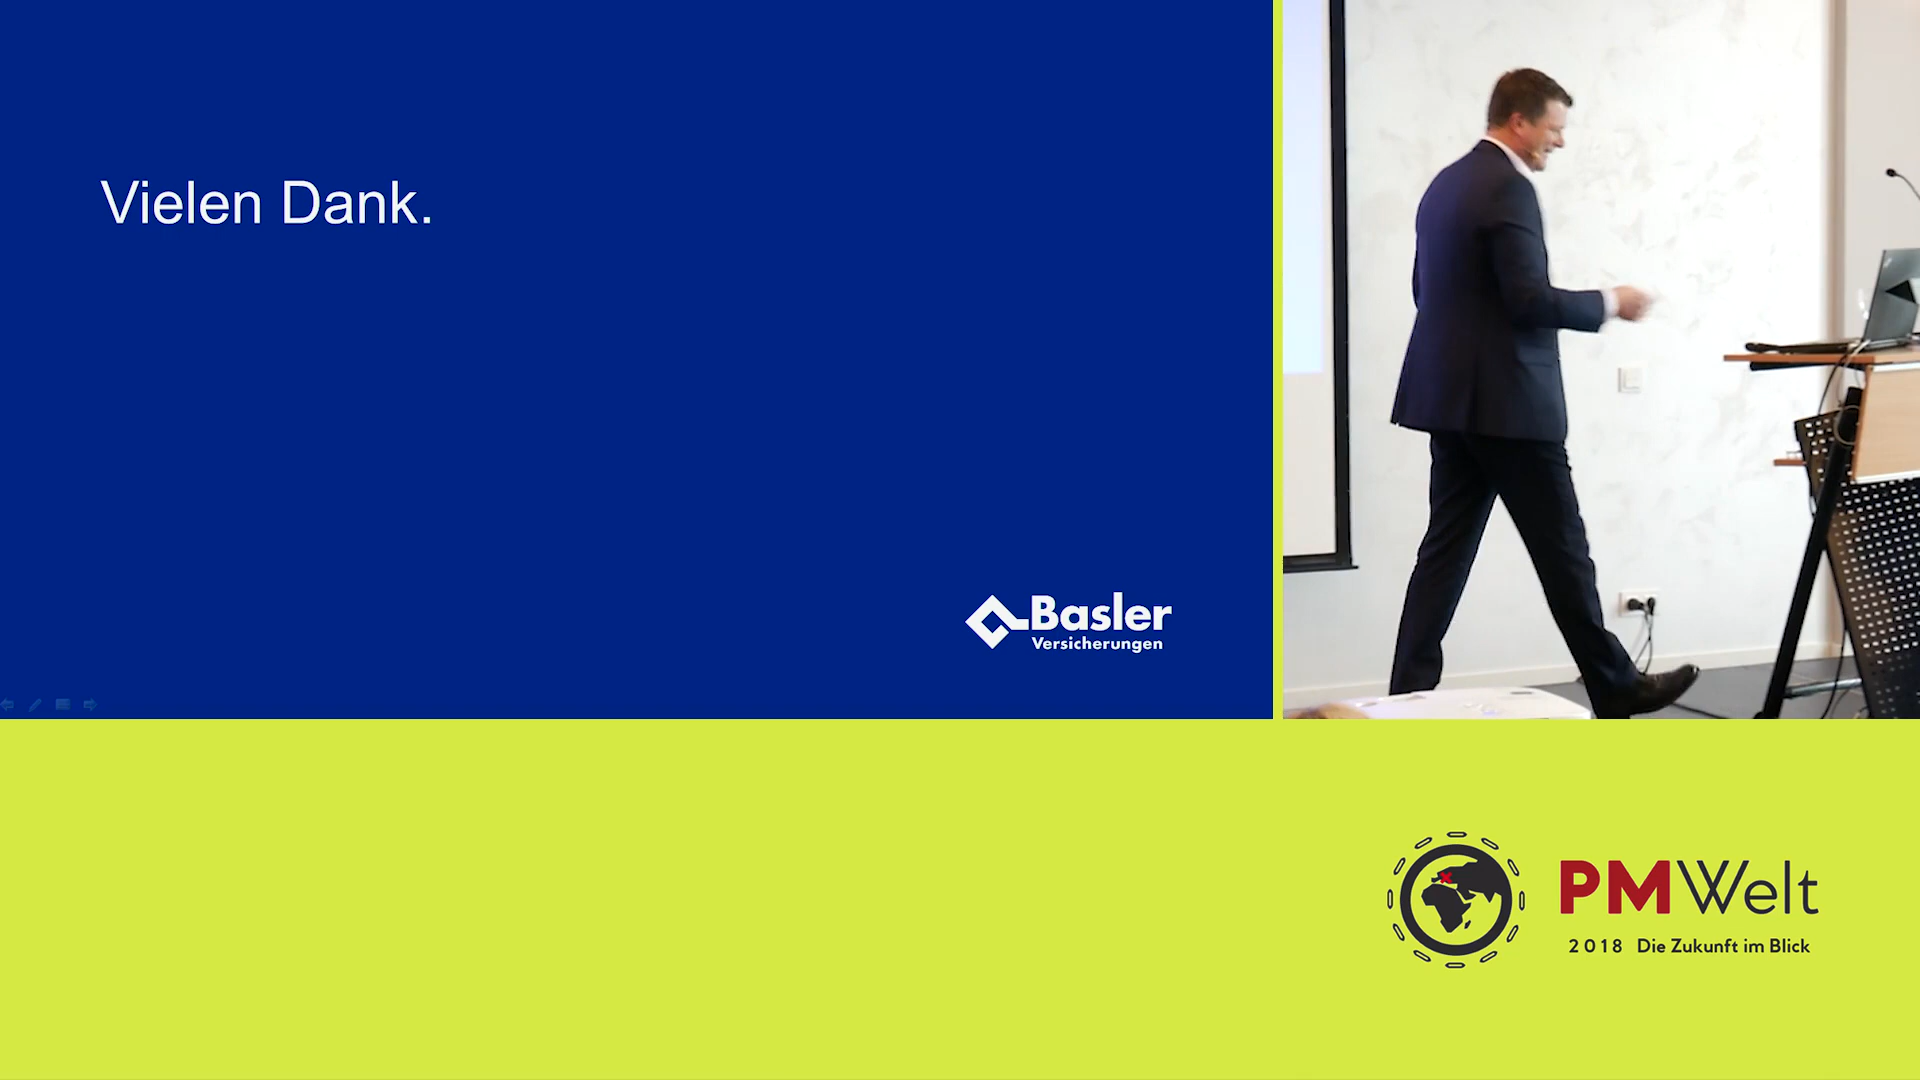 Vielen Dank.
Basler
Versicherungen
PMWelt
2018 Die Zukunft im Blick